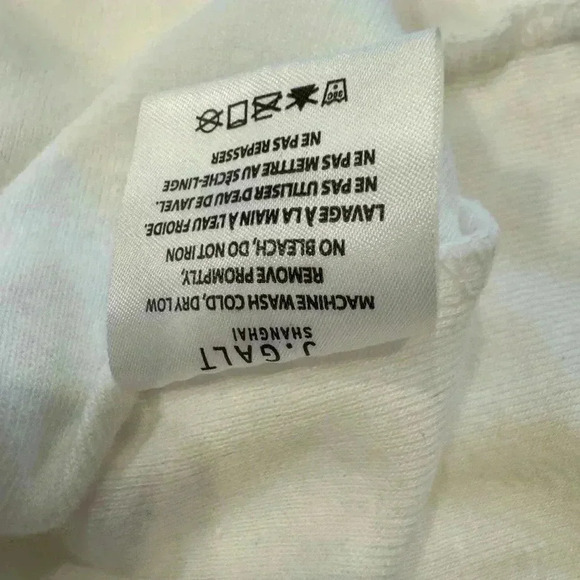 J.GALT
SHANGHAI
MACHINE WASH COLD, DRY LOW
REMOVE PROMPTLY,
NO BLEACH, DO NOT IRON
LAVAGE À LA MAIN À L'EAU FROIDE.
NE PAS UTILISER D'EAU DE JAVEL.
NE PAS METTRE AU SÈCHE-LINGE
NE PAS REPASSER
30C